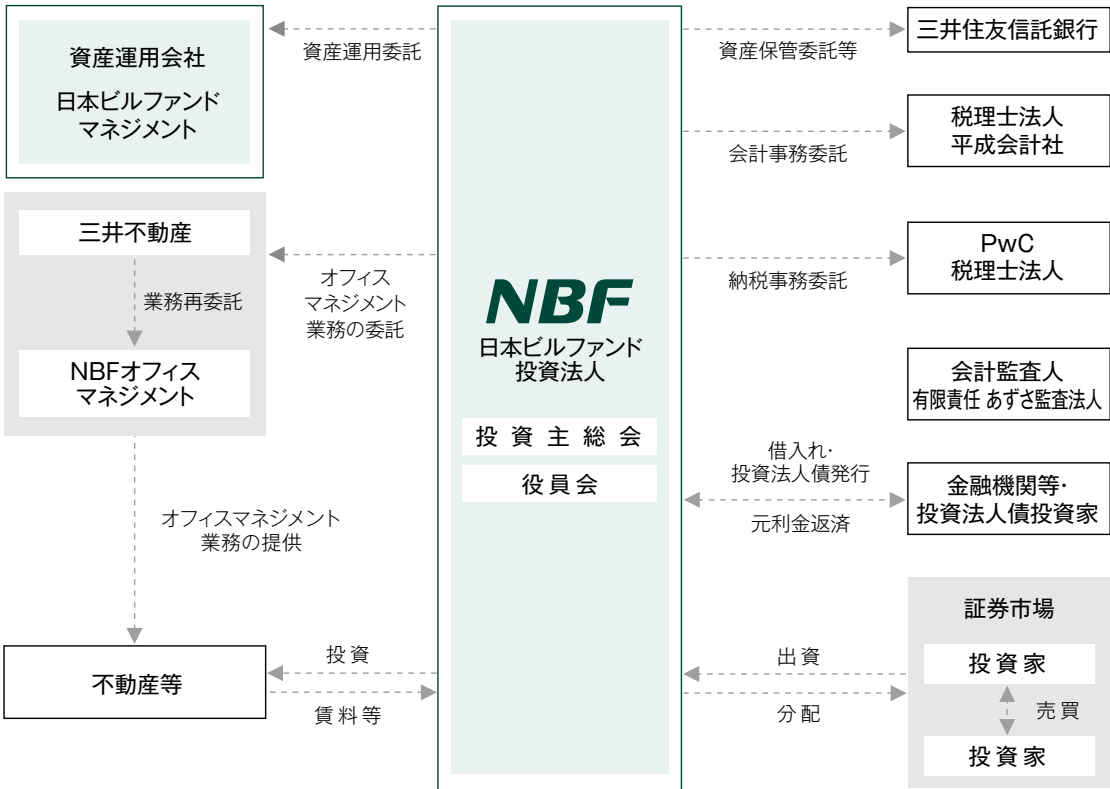 資産運用会社
日本ビルファンド
マネジメント
資産運用委託
三井不動産
業務再委託
NBFオフィス
マネジメント
オフィス
マネジメント
業務の委託
オフィスマネジメント
業務の提供
不動産等
投資
賃料等
NBF
日本ビルファンド
投資法人
投資主総会
役員会
資産保管委託等
三井住友信託銀行
会計事務委託
税理士法人
平成会計社
納税事務委託
PwC
税理士法人
会計監査人
有限責任 あずさ監査法人
借入れ・
投資法人債発行
元利金返済
金融機関等・
投資法人債投資家
出資
分配
証券市場
投資家
売買
投資家